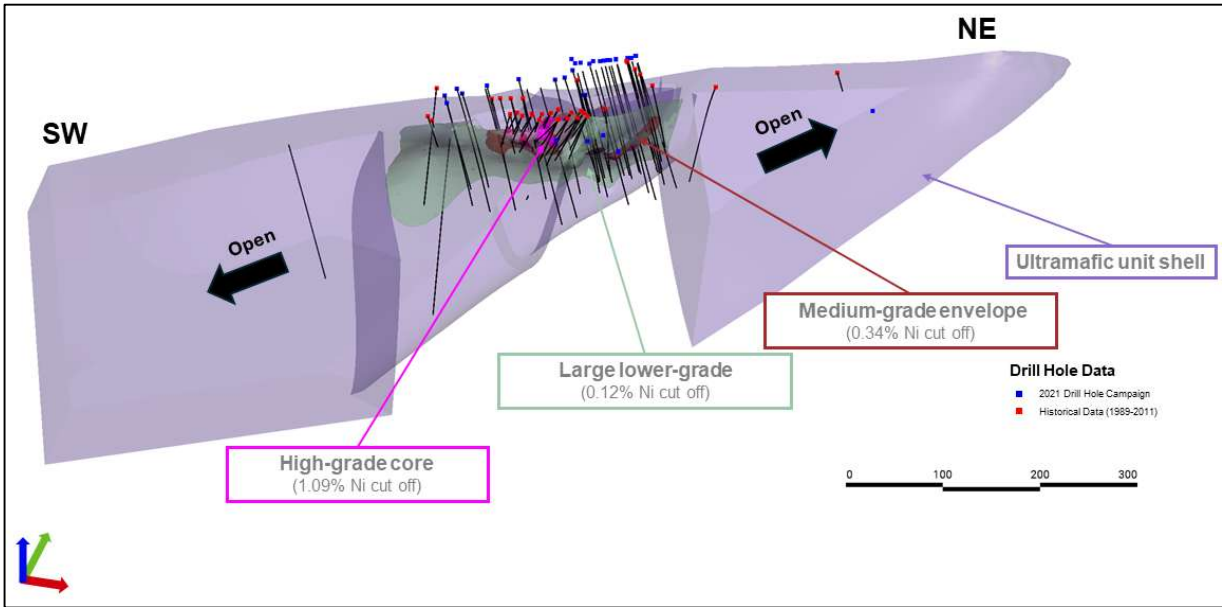 NE
SW
Open
Open
Ultramafic unit shell
Medium-grade envelope
(0.34% Ni cut off)
Large lower-grade
(0.12% Ni cut off)
Drill Hole Data
2021 Drill Hole Campaign
Historical Data (1989-2011)
High-grade core
(1.09% Ni cut off)
0 100 200 300